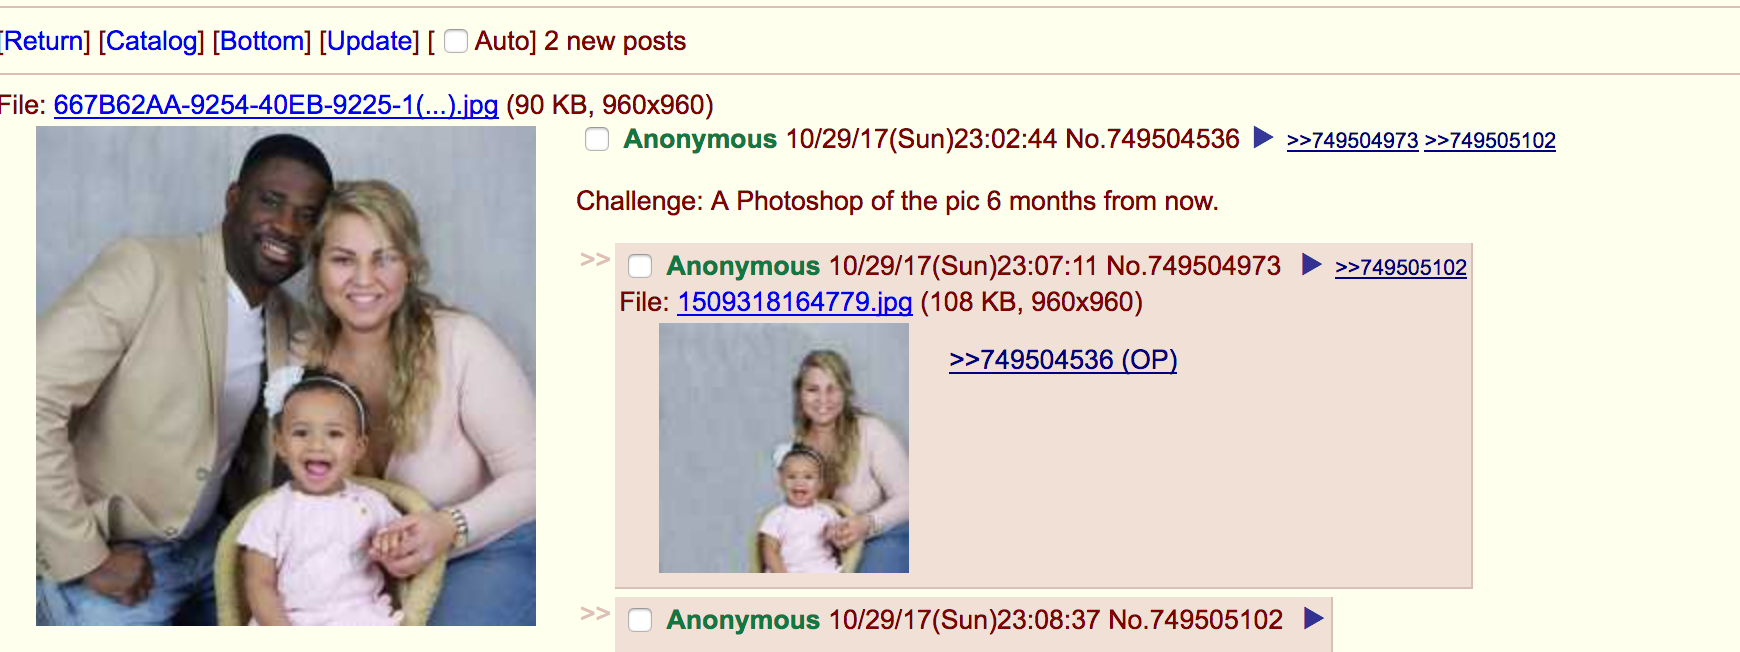 [Return] [Catalog] [Bottom] [Update] [ Auto] 2 new posts
File: 667B62AA-9254-40EB-9225-1(...).jpg (90 KB, 960x960)
Anonymous 10/29/17(Sun)23:02:44 No.749504536 ▶ >>749504973 >>749505102
Challenge: A Photoshop of the pic 6 months from now.
>> Anonymous 10/29/17(Sun)23:07:11 No.749504973 ▶ >>749505102
File: 1509318164779.jpg (108 KB, 960x960)
>>749504536 (OP)
>> Anonymous 10/29/17(Sun)23:08:37 No.749505102 ▶